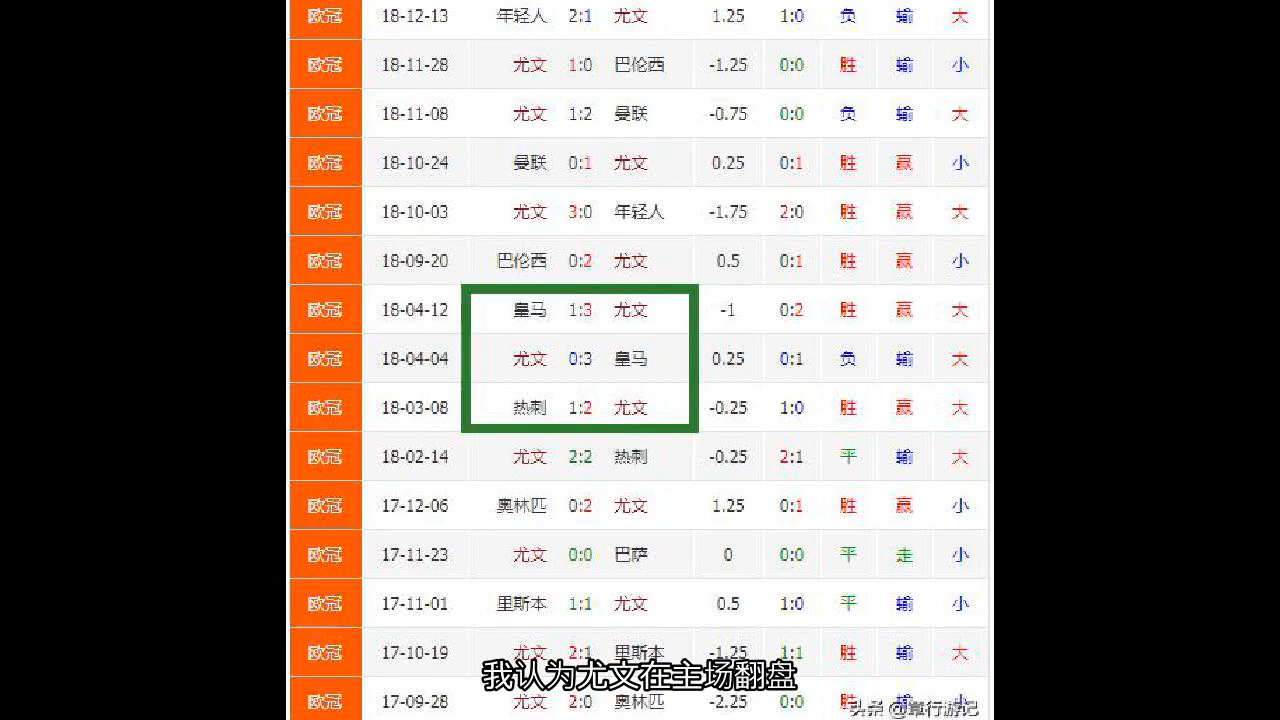 欧冠 18-12-13 年轻人 2:1 尤文 1.25 1:0 负 输 大
欧冠 18-11-28 尤文 1:0 巴伦西 -1.25 0:0 胜 输 小
欧冠 18-11-08 尤文 1:2 曼联 -0.75 0:0 负 输 大
欧冠 18-10-24 曼联 0:1 尤文 0.25 0:1 胜 赢 小
欧冠 18-10-03 尤文 3:0 年轻人 -1.75 2:0 胜 赢 大
欧冠 18-09-20 巴伦西 0:2 尤文 0.5 0:1 胜 赢 小
欧冠 18-04-12 皇马 1:3 尤文 -1 0:2 胜 赢 大
欧冠 18-04-04 尤文 0:3 皇马 0.25 0:1 负 输 大
欧冠 18-03-08 热刺 1:2 尤文 -0.25 1:0 胜 赢 大
欧冠 18-02-14 尤文 2:2 热刺 -0.25 2:1 平 输 大
欧冠 17-12-06 奥林匹 0:2 尤文 1.25 0:1 胜 赢 小
欧冠 17-11-23 尤文 0:0 巴萨 0 0:0 平 走 小
欧冠 17-11-01 里斯本 1:1 尤文 0.5 1:0 平 输 小
欧冠 17-10-19 尤文 2:1 里斯本 -1.25 1:1 胜 输 大
我认为尤文在主场翻盘
欧冠 17-09-28 尤文 2:0 奥林匹 -2.25 0:0 胜 输 小
头条 @章行游记